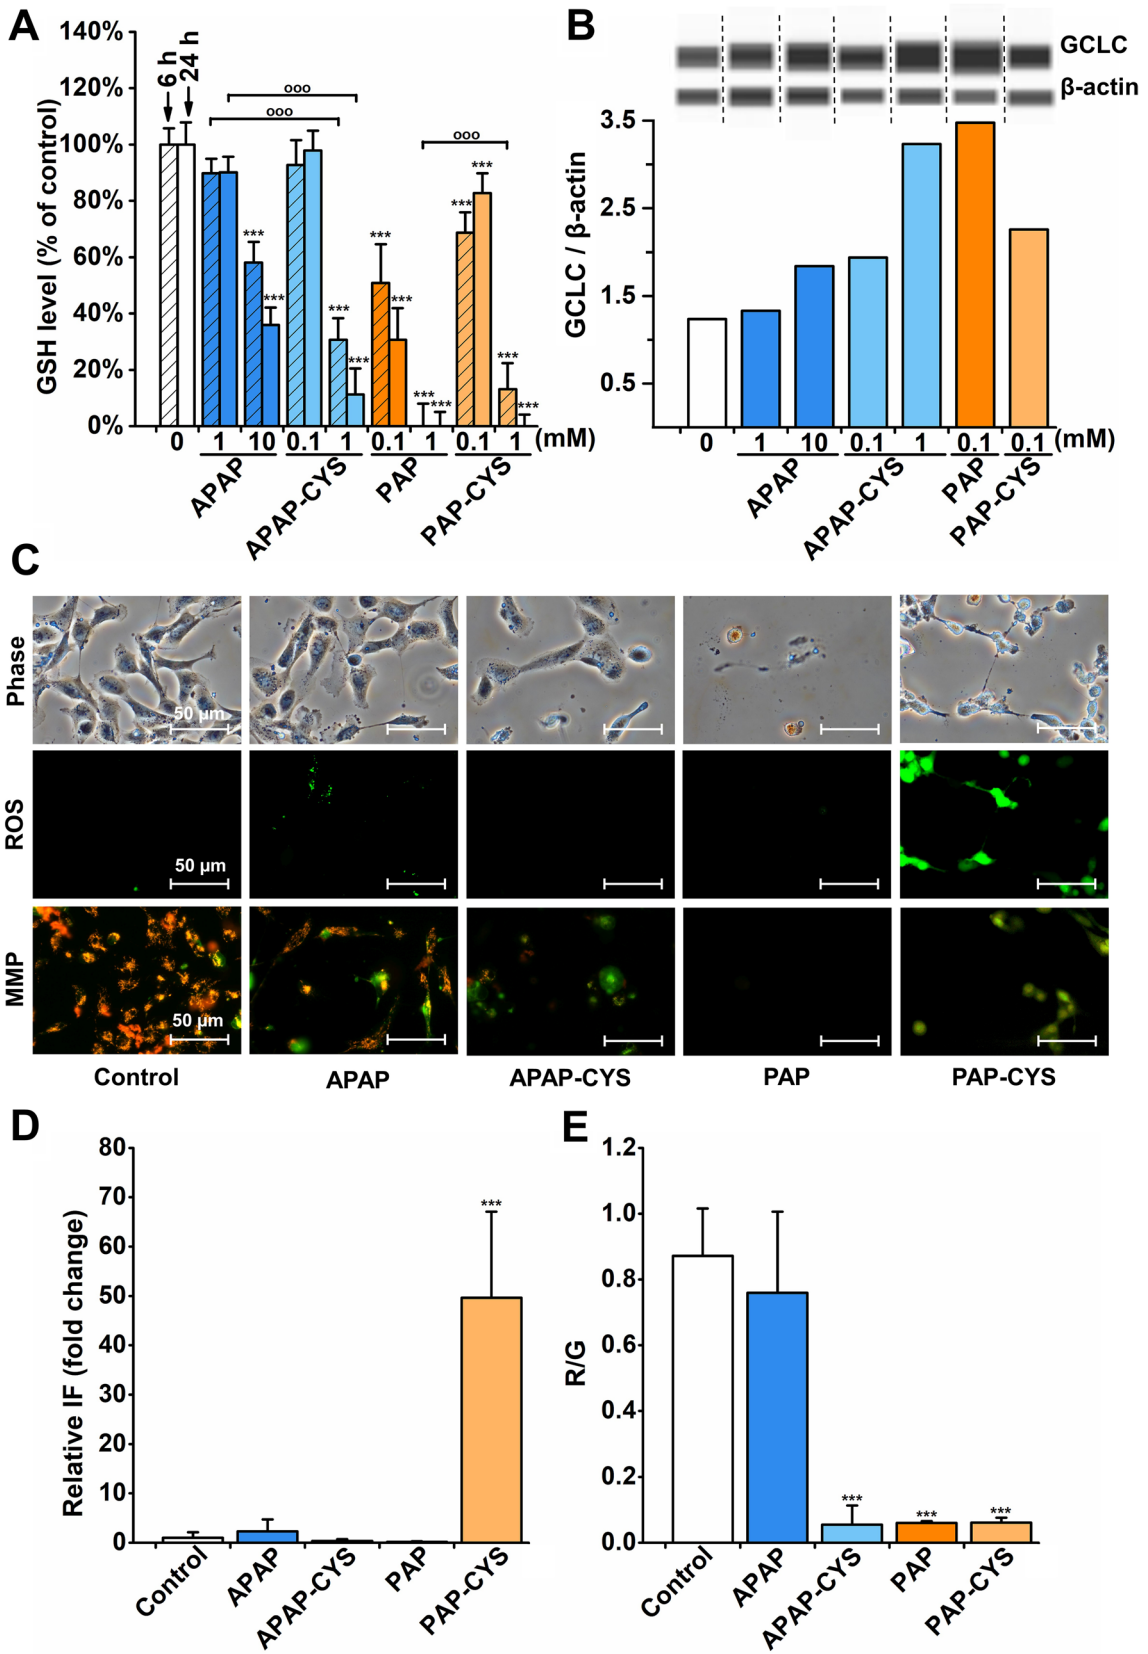 A
140%
120%
100%
80%
60%
40%
20%
0%
GSH level (% of control)
6 h
24 h
ooo
ooo
ooo
***
***
***
***
***
***
***
***
***
***
***
***
0 1 10 0.1 1 0.1 1 0.1 1 (mM)
APAP
APAP-CYS
PAP
PAP-CYS
B
GCLC
β-actin
3.5
2.5
1.5
0.5
GCLC / β-actin
0 1 10 0.1 1 0.1 0.1 (mM)
APAP
APAP-CYS
PAP
PAP-CYS
C
Phase
50 µm
ROS
50 µm
MMP
50 µm
Control APAP APAP-CYS PAP PAP-CYS
D
80
70
60
50
40
30
20
10
0
Relative IF (fold change)
***
Control
APAP
APAP-CYS
PAP
PAP-CYS
E
1.2
1.0
0.8
0.6
0.4
0.2
0.0
R/G
***
***
***
Control
APAP
APAP-CYS
PAP
PAP-CYS